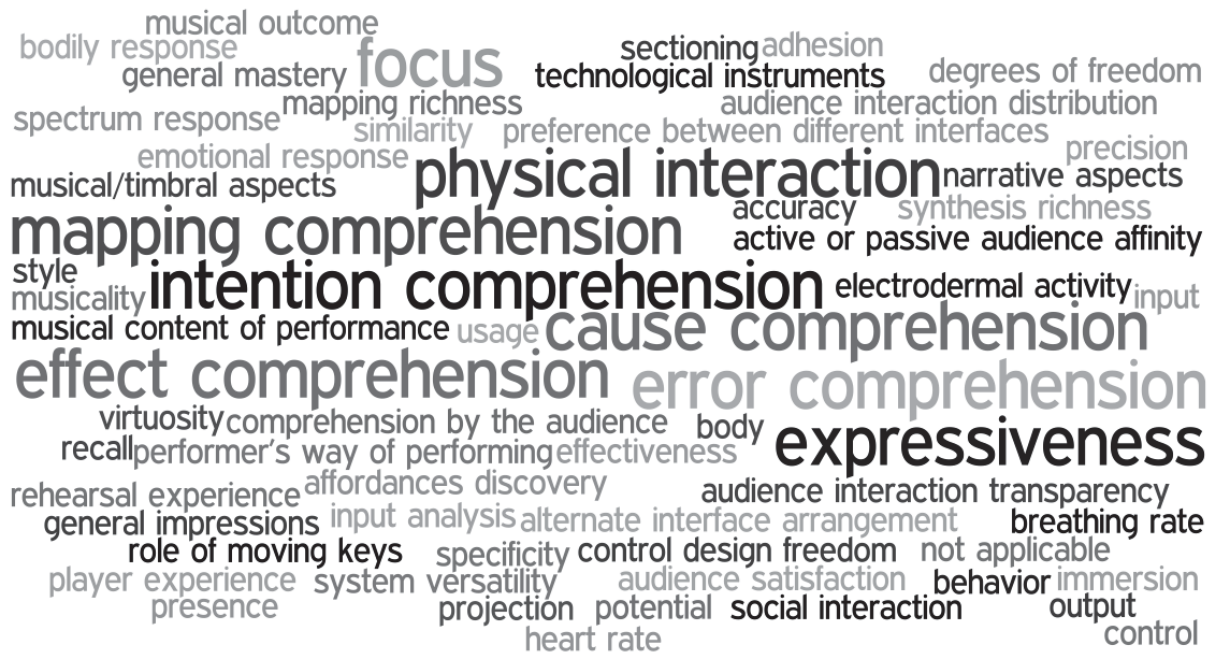 musical outcome
bodily response focus sectioning adhesion
general mastery technological instruments degrees of freedom
mapping richness audience interaction distribution
spectrum response similarity preference between different interfaces
emotional response physical interaction precision
musical/timbral aspects narrative aspects
mapping comprehension accuracy synthesis richness
active or passive audience affinity
style intention comprehension electrodermal activity input
musicality
musical content of performance usage cause comprehension
effect comprehension error comprehension
virtuosity comprehension by the audience body expressiveness
recall performer's way of performing effectiveness
rehearsal experience affordances discovery audience interaction transparency
general impressions input analysis alternate interface arrangement breathing rate
role of moving keys specificity control design freedom not applicable
player experience system versatility audience satisfaction behavior immersion
presence projection potential social interaction output
heart rate control